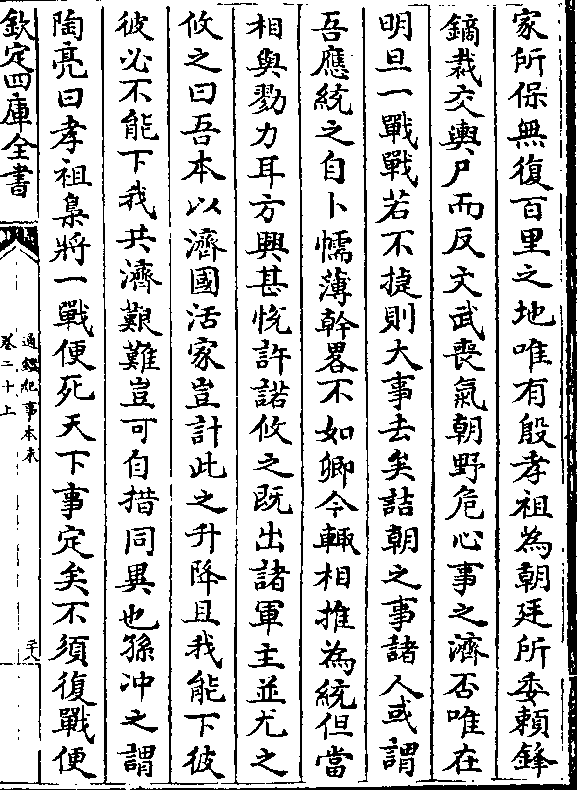 家所保無復百里之地唯有殷孝祖為朝廷所委賴鋒
鏑裁交輿尸而反文武喪氣朝野危心事之濟否唯在
明旦一戰戰若不捷則大事去矣詰朝之事諸人或謂
吾應統之自卜懦薄幹畧不如卿今輒相推為統但當
相與勠力耳方興甚悅許諾攸之既出諸軍主並尤之
攸之曰吾本以濟國活家豈計此之升降且我能下彼
彼必不能下我共濟艱難豈可自措同異也孫冲之謂
陶亮曰孝祖梟將一戰便死天下事定矣不須復戰便
欽定四庫全書
通鑑紀事本末
卷二十上
二十八